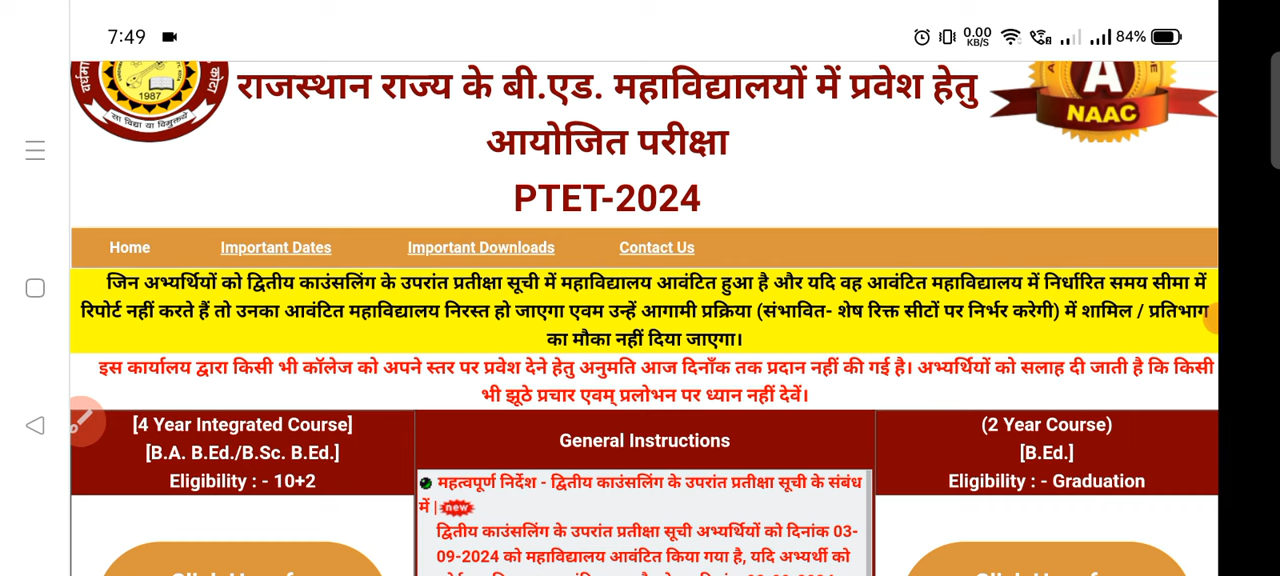 7:49
0.00
KB/S
84%
वर्धमा
कोटा
1987
सा विद्या या विमुक्तये
राजस्थान राज्य के बी.एड. महाविद्यालयों में प्रवेश हेतु
A
NAAC
आयोजित परीक्षा
PTET-2024
Home Important Dates Important Downloads Contact Us
जिन अभ्यर्थियों को द्वितीय काउंसलिंग के उपरांत प्रतीक्षा सूची में महाविद्यालय आवंटित हुआ है और यदि वह आवंटित महाविद्यालय में निर्धारित समय सीमा में
रिपोर्ट नहीं करते हैं तो उनका आवंटित महाविद्यालय निरस्त हो जाएगा एवम उन्हें आगामी प्रक्रिया (संभावित- शेष रिक्त सीटों पर निर्भर करेगी) में शामिल / प्रतिभाग
का मौका नहीं दिया जाएगा।
इस कार्यालय द्वारा किसी भी कॉलेज को अपने स्तर पर प्रवेश देने हेतु अनुमति आज दिनाँक तक प्रदान नहीं की गई है। अभ्यर्थियों को सलाह दी जाती है कि किसी
भी झूठे प्रचार एवम् प्रलोभन पर ध्यान नहीं देवें।
[4 Year Integrated Course]
[B.A. B.Ed./B.Sc. B.Ed.]
Eligibility : - 10+2
General Instructions
महत्वपूर्ण निर्देश - द्वितीय काउंसलिंग के उपरांत प्रतीक्षा सूची के संबंध
में | new
द्वितीय काउंसलिंग के उपरांत प्रतीक्षा सूची अभ्यर्थियों को दिनांक 03-
09-2024 को महाविद्यालय आवंटित किया गया है, यदि अभ्यर्थी को
(2 Year Course)
[B.Ed.]
Eligibility : - Graduation